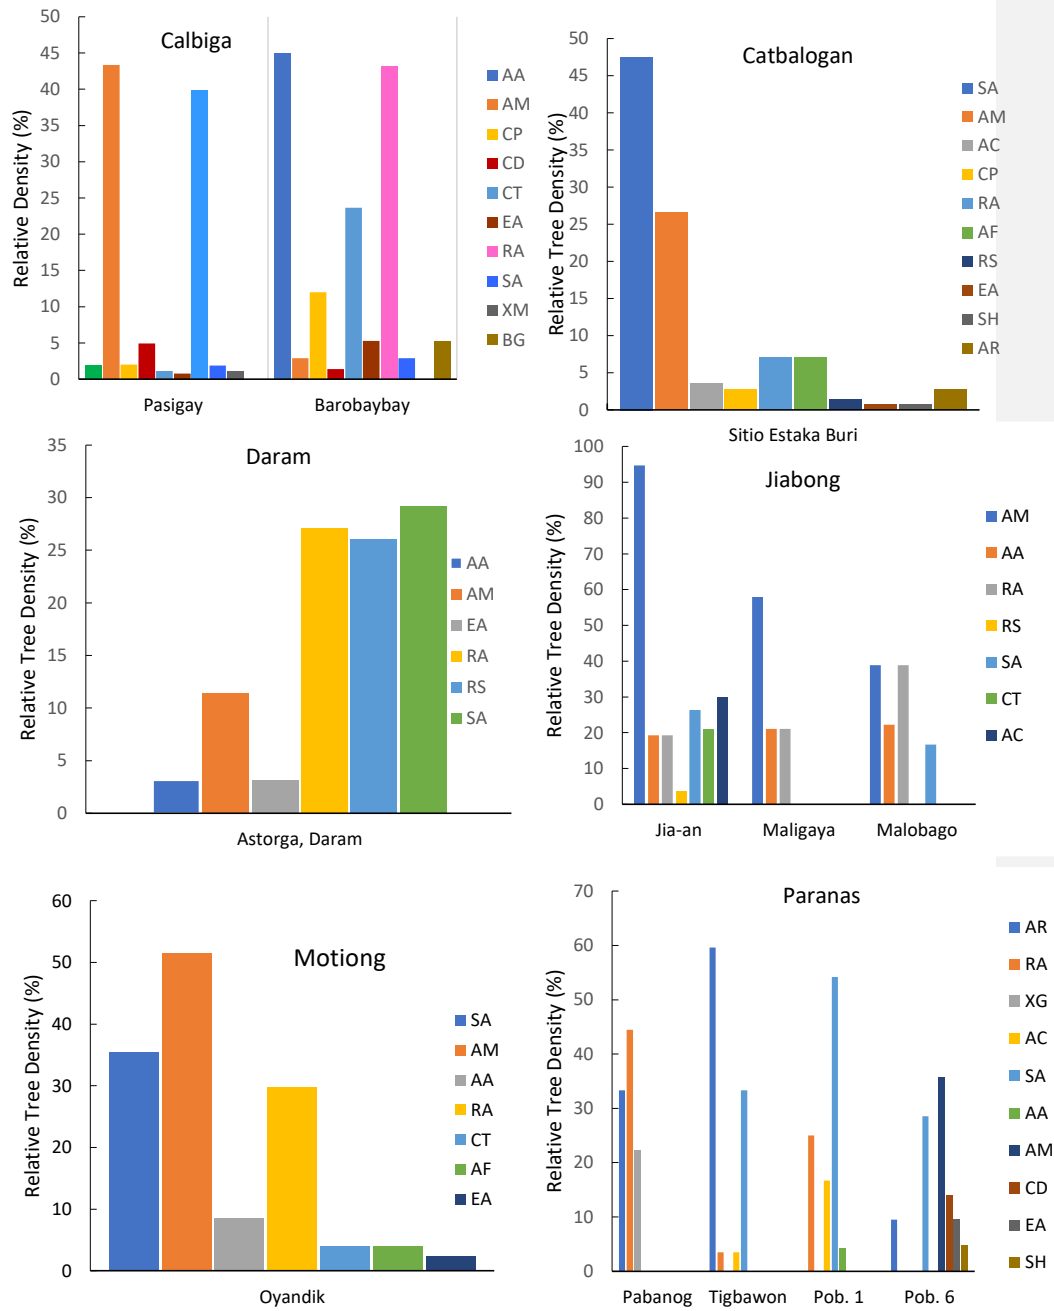 Calbiga
Relative Density (%)
50
45
40
35
30
25
20
15
10
5
0
Pasigay
Barobaybay
AA
AM
CP
CD
CT
EA
RA
SA
XM
BG
Catbalogan
Relative Tree Density (%)
50
45
40
35
30
25
20
15
10
5
0
Sitio Estaka Buri
SA
AM
AC
CP
RA
AF
RS
EA
SH
AR
Daram
Relative Tree Density (%)
35
30
25
20
15
10
5
0
Astorga, Daram
AA
AM
EA
RA
RS
SA
Jiabong
Relative Tree Density (%)
100
90
80
70
60
50
40
30
20
10
0
Jia-an
Maligaya
Malobago
AM
AA
RA
RS
SA
CT
AC
Motiong
Relative Tree Density (%)
60
50
40
30
20
10
0
Oyandik
SA
AM
AA
RA
CT
AF
EA
Paranas
Relative Tree Density (%)
70
60
50
40
30
20
10
0
Pabanog
Tigbawon
Pob. 1
Pob. 6
AR
RA
XG
AC
SA
AA
AM
CD
EA
SH